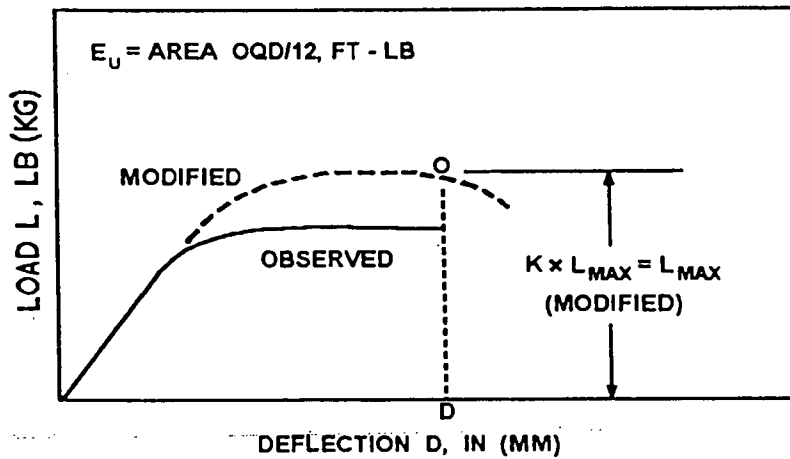 E_U = AREA OQD/12, FT - LB
LOAD L, LB (KG)
MODIFIED
O
OBSERVED
K × L_MAX = L_MAX
(MODIFIED)
D
DEFLECTION D, IN (MM)